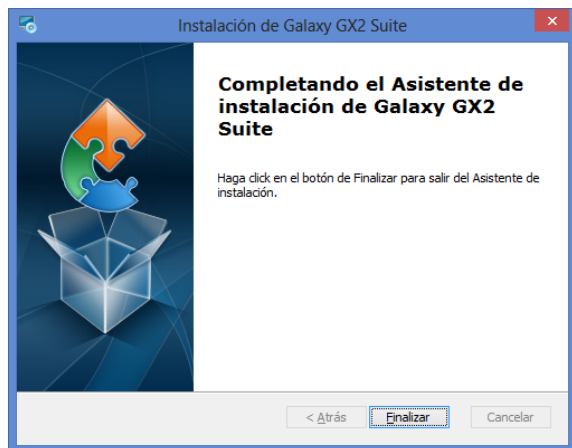 Instalación de Galaxy GX2 Suite
Completando el Asistente de
instalación de Galaxy GX2
Suite
Haga click en el botón de Finalizar para salir del Asistente de
instalación.
< Atrás Finalizar Cancelar